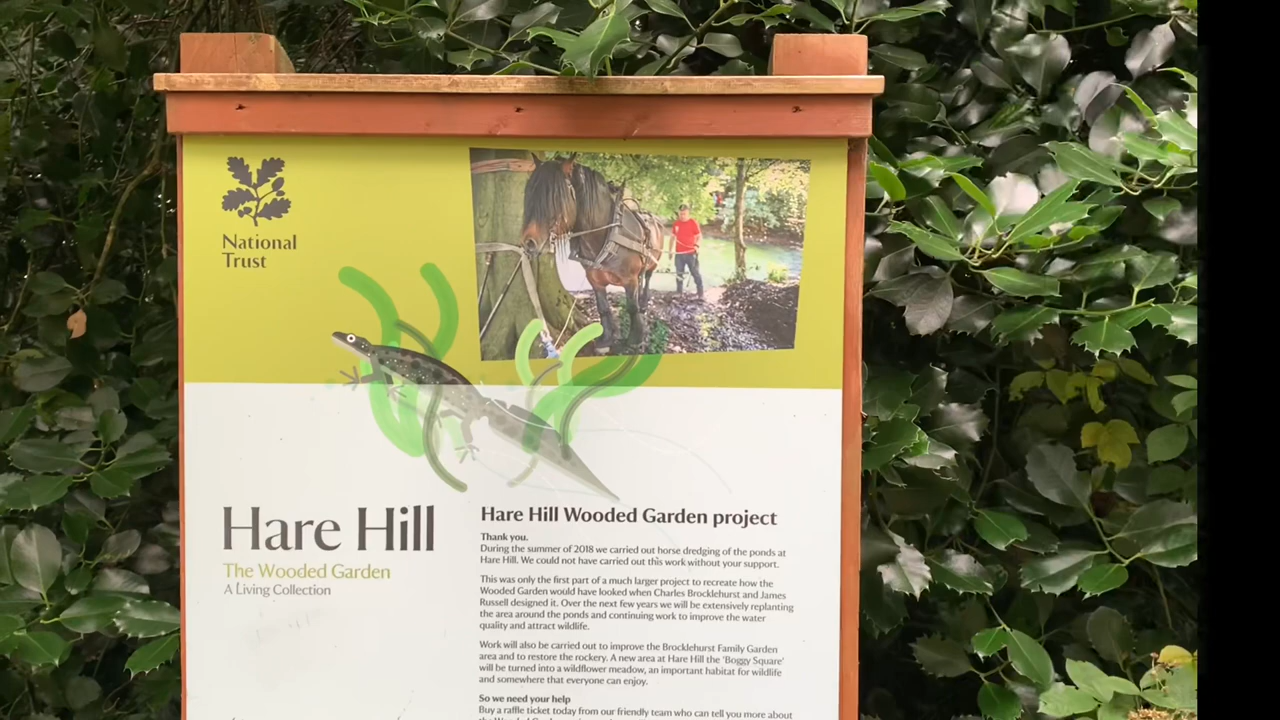 National
Trust
Hare Hill
The Wooded Garden
A Living Collection
Hare Hill Wooded Garden project
Thank you.
During the summer of 2018 we carried out horse dredging of the ponds at
Hare Hill. We could not have carried out this work without your support.
This was only the first part of a much larger project to recreate how the
Wooded Garden would have looked when Charles Brocklehurst and James
Russell designed it. Over the next few years we will be extensively replanting
the area around the ponds and continuing work to improve the water
quality and attract wildlife.
Work will also be carried out to improve the Brocklehurst Family Garden
area and to restore the rockery. A new area at Hare Hill the 'Boggy Square'
will be turned into a wildflower meadow, an important habitat for wildlife
and somewhere that everyone can enjoy.
So we need your help
Buy a raffle ticket today from our friendly team who can tell you more about